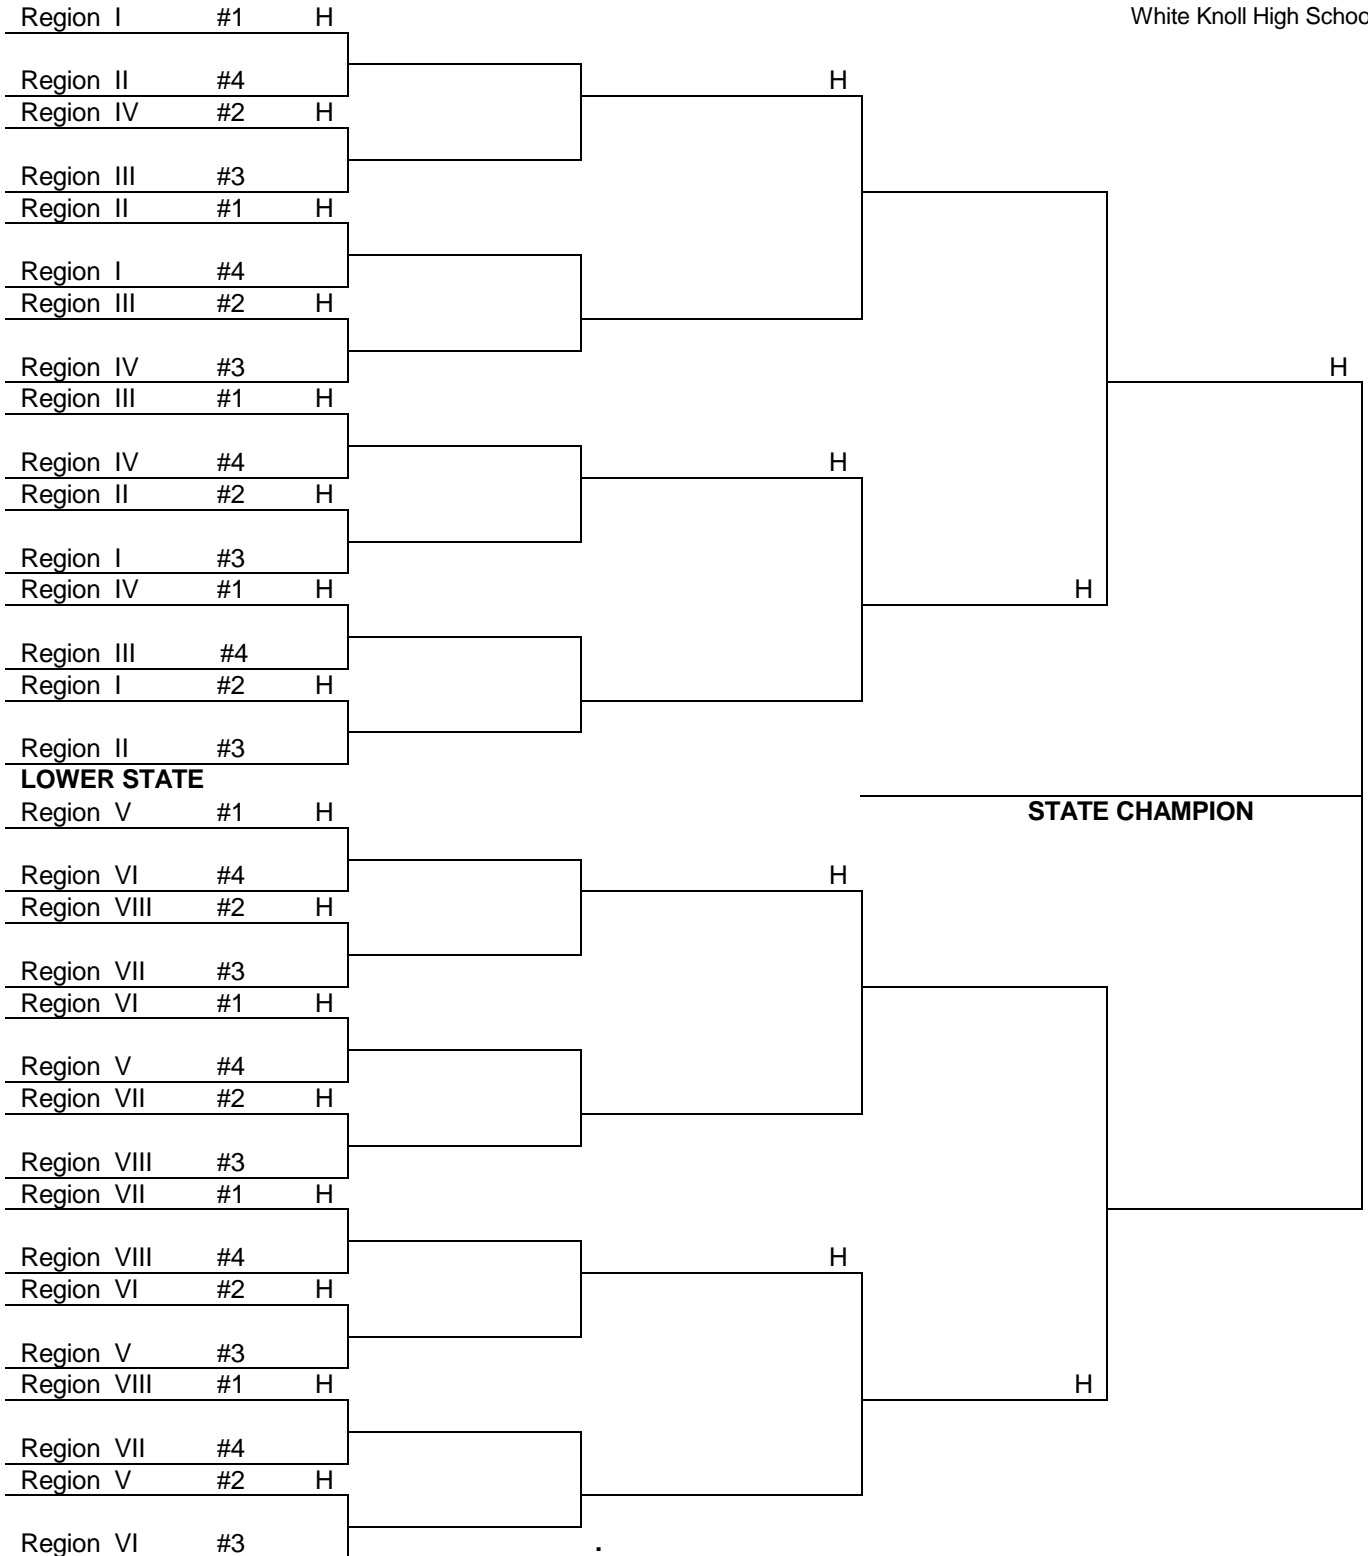 Region I #1 H White Knoll High Schoo
Region II #4 H
Region IV #2 H
Region III #3
Region II #1 H
Region I #4
Region III #2 H
Region IV #3 H
Region III #1 H
Region IV #4 H
Region II #2 H
Region I #3
Region IV #1 H H
Region III #4
Region I #2 H
Region II #3
LOWER STATE
Region V #1 H STATE CHAMPION
Region VI #4 H
Region VIII #2 H
Region VII #3
Region VI #1 H
Region V #4
Region VII #2 H
Region VIII #3
Region VII #1 H
Region VIII #4 H
Region VI #2 H
Region V #3
Region VIII #1 H H
Region VII #4
Region V #2 H
Region VI #3 .